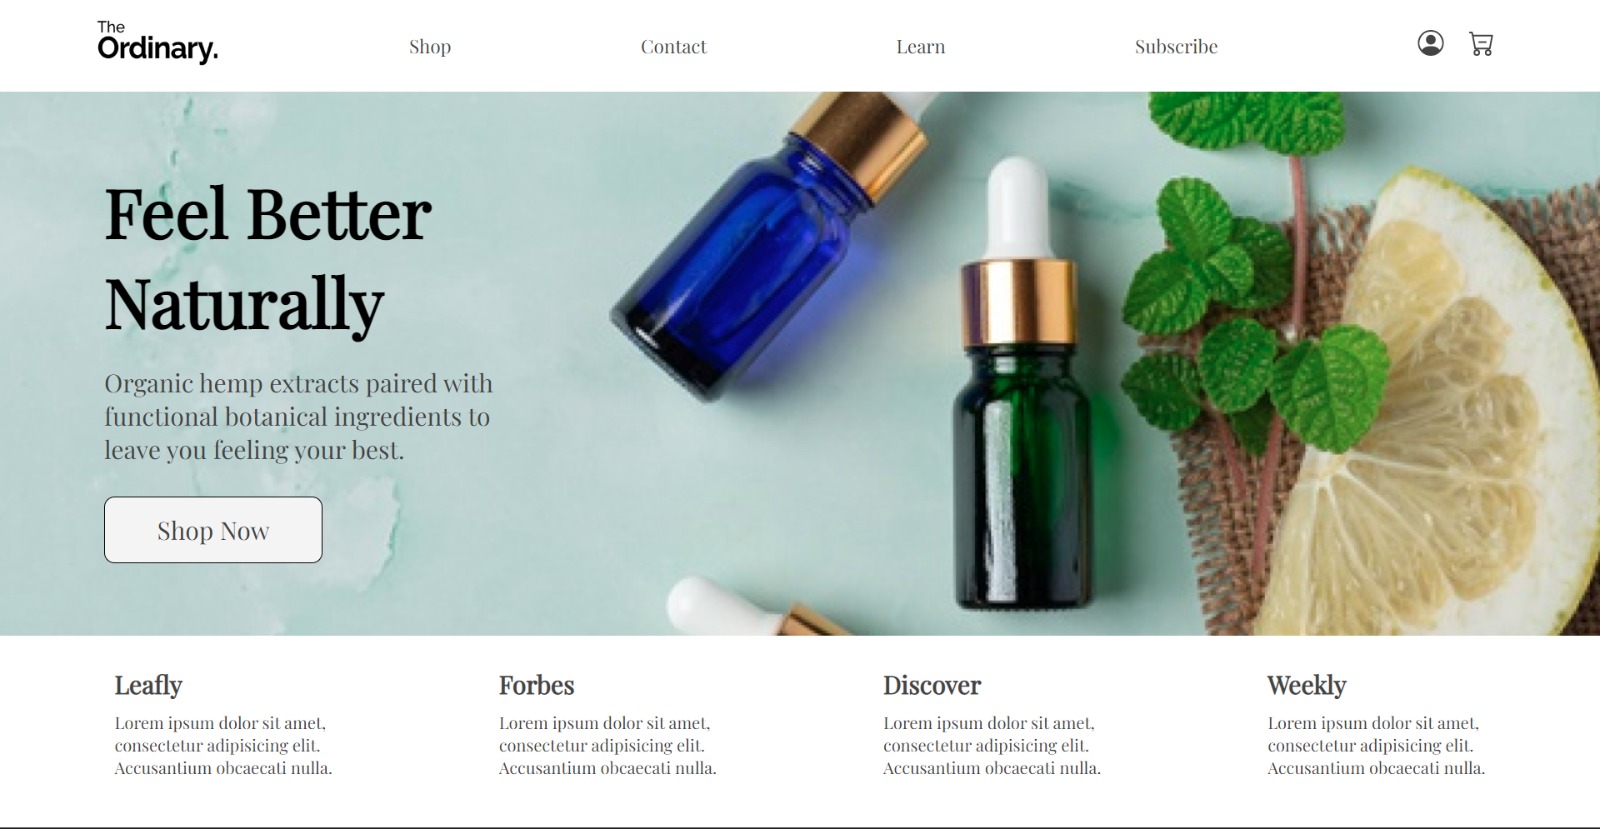 The
Ordinary.
Shop
Contact
Learn
Subscribe
Feel Better
Naturally
Organic hemp extracts paired with
functional botanical ingredients to
leave you feeling your best.
Shop Now
Leafly
Lorem ipsum dolor sit amet,
consectetur adipisicing elit.
Accusantium obcaecati nulla.
Forbes
Lorem ipsum dolor sit amet,
consectetur adipisicing elit.
Accusantium obcaecati nulla.
Discover
Lorem ipsum dolor sit amet,
consectetur adipisicing elit.
Accusantium obcaecati nulla.
Weekly
Lorem ipsum dolor sit amet,
consectetur adipisicing elit.
Accusantium obcaecati nulla.